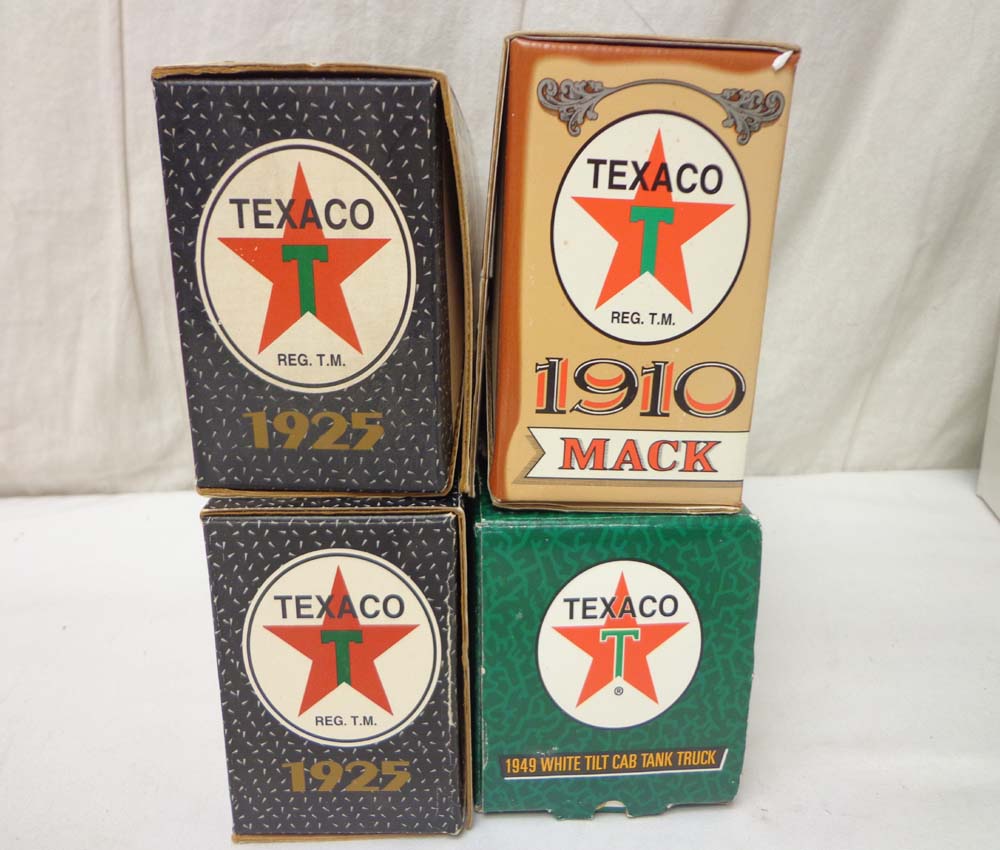 TEXACO
T
REG. T.M.
1925
TEXACO
T
REG. T.M.
1910
MACK
TEXACO
T
REG. T.M.
1925
TEXACO
T
®
1949 WHITE TILT CAB TANK TRUCK